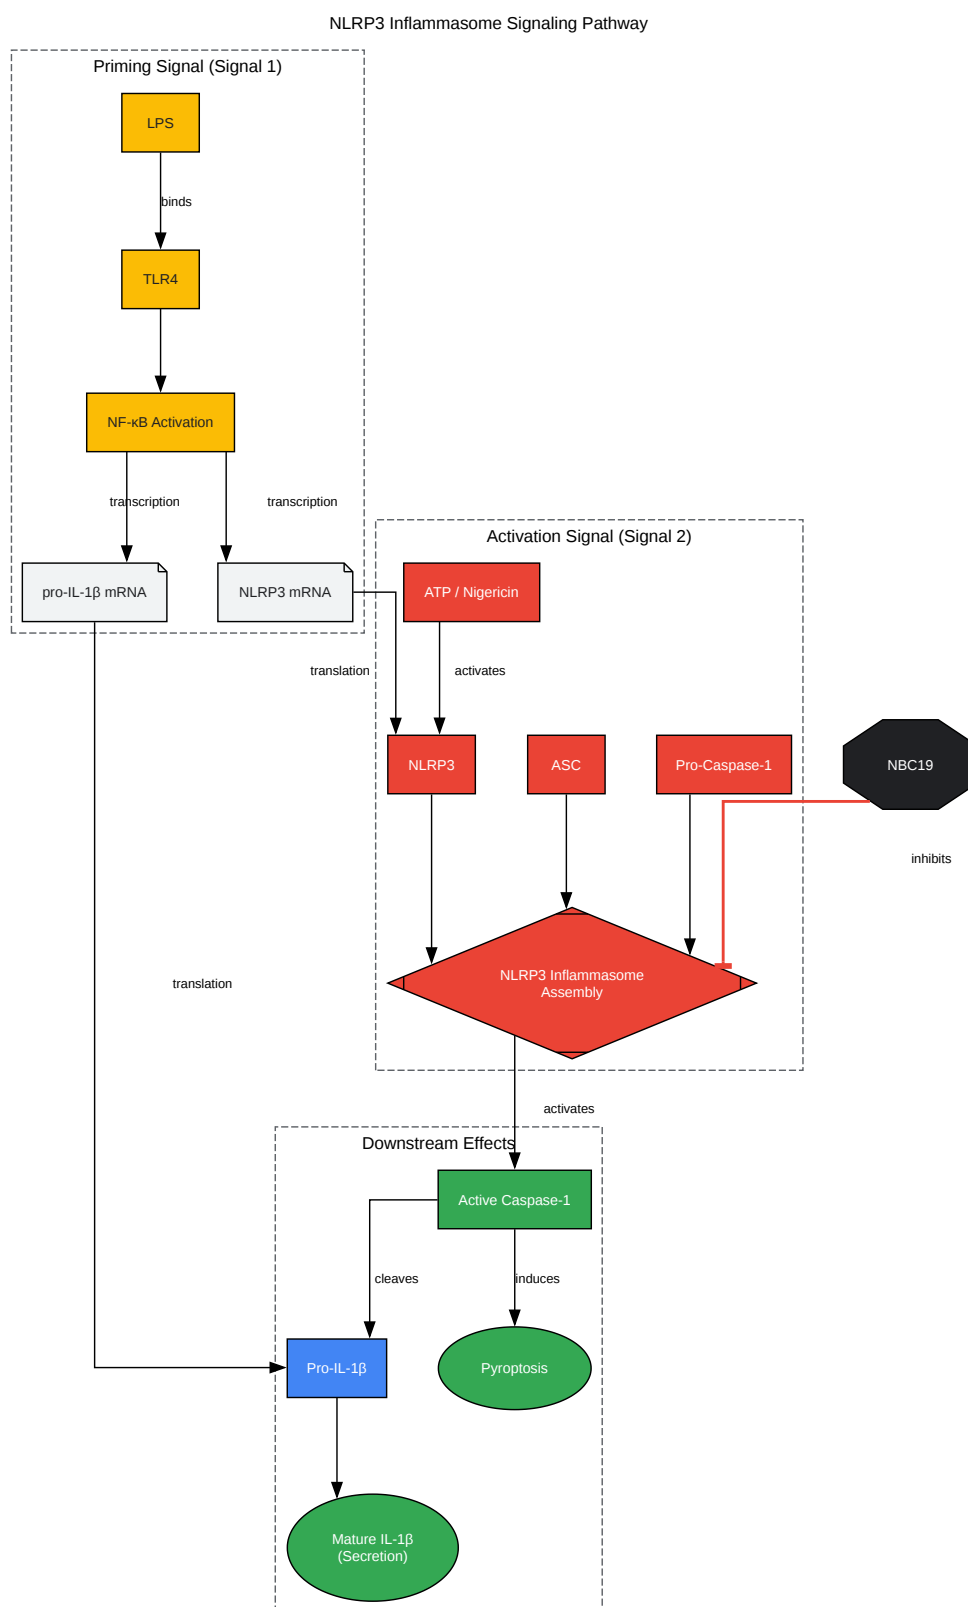 NLRP3 Inflammasome Signaling Pathway
Priming Signal (Signal 1)
LPS
binds
TLR4
NF-κB Activation
transcription
transcription
pro-IL-1β mRNA
NLRP3 mRNA
Activation Signal (Signal 2)
ATP / Nigericin
translation
activates
NLRP3
ASC
Pro-Caspase-1
NBC19
inhibits
NLRP3 Inflammasome
Assembly
translation
activates
Downstream Effects
Active Caspase-1
cleaves
induces
Pro-IL-1β
Pyroptosis
Mature IL-1β
(Secretion)